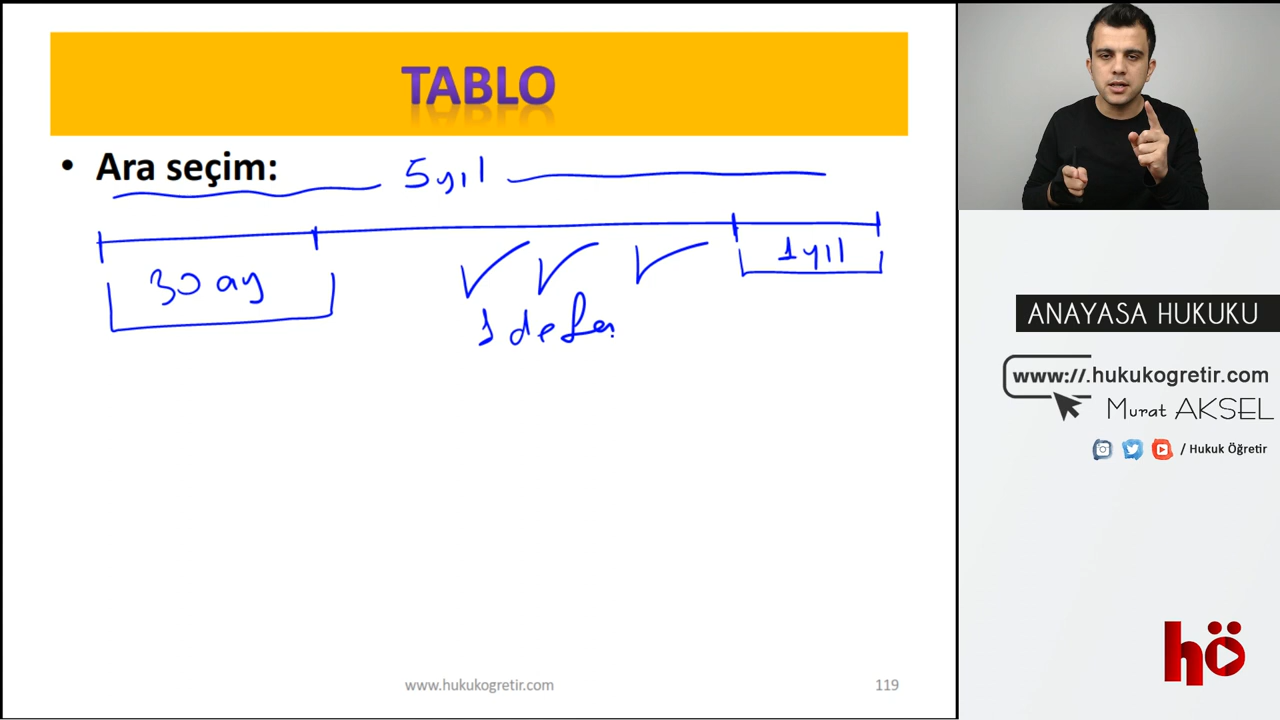 TABLO
• Ara seçim: 5 yıl
30 ay
1 yıl
1 defa
www.hukukogretir.com
119
ANAYASA HUKUKU
www://.hukukogretir.com
Murat AKSEL
/ Hukuk Öğretir
hö